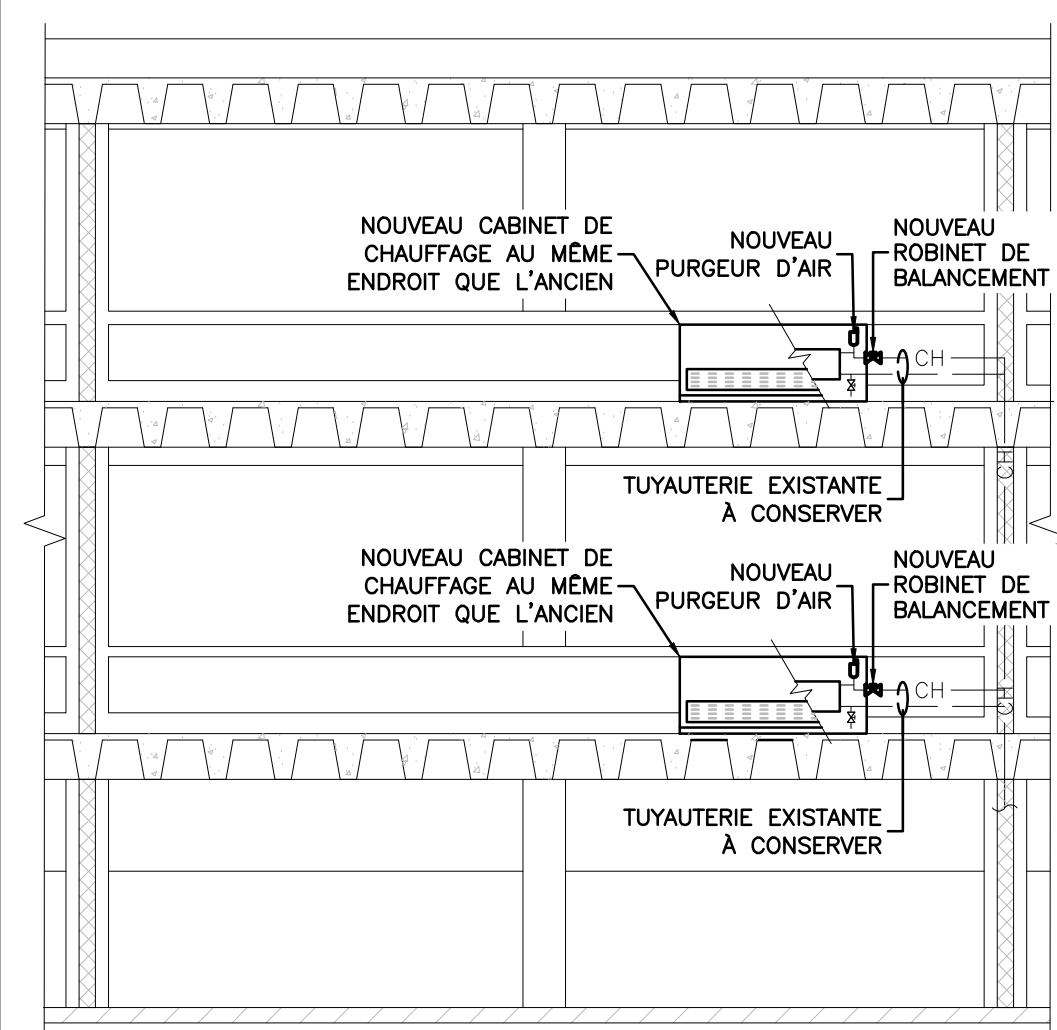 NOUVEAU CABINET DE
CHAUFFAGE AU MÊME
ENDROIT QUE L'ANCIEN
NOUVEAU
PURGEUR D'AIR
NOUVEAU
ROBINET DE
BALANCEMENT
CH
CH
TUYAUTERIE EXISTANTE
À CONSERVER
NOUVEAU CABINET DE
CHAUFFAGE AU MÊME
ENDROIT QUE L'ANCIEN
NOUVEAU
PURGEUR D'AIR
NOUVEAU
ROBINET DE
BALANCEMENT
CH
CH
TUYAUTERIE EXISTANTE
À CONSERVER